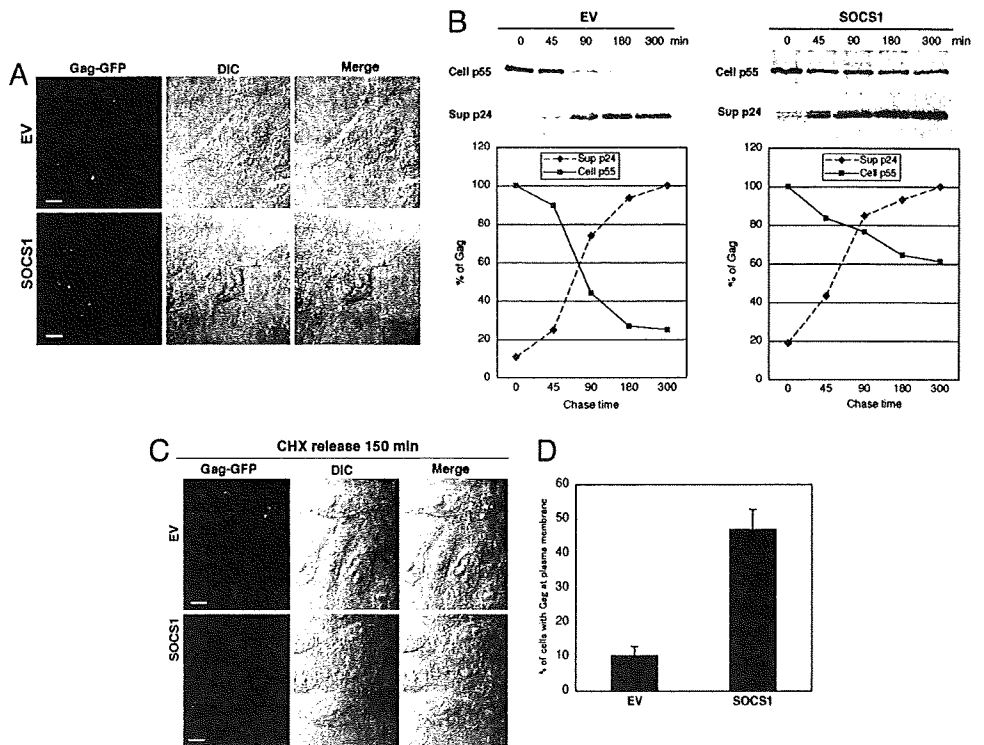 A
Gag-GFP DIC Merge
EV
SOCS1
B
EV
0 45 90 180 300 min
Cell p55
Sup p24
120
100
80
60
40
20
0
% of Gag
Sup p24
Cell p55
0 45 90 180 300
Chase time
SOCS1
0 45 90 180 300 min
Cell p55
Sup p24
120
100
80
60
40
20
0
% of Gag
Sup p24
Cell p55
0 45 90 180 300
Chase time
C
CHX release 150 min
Gag-GFP DIC Merge
EV
SOCS1
D
60
50
40
30
20
10
0
% of cells with Gag at plasma membrane
EV SOCS1